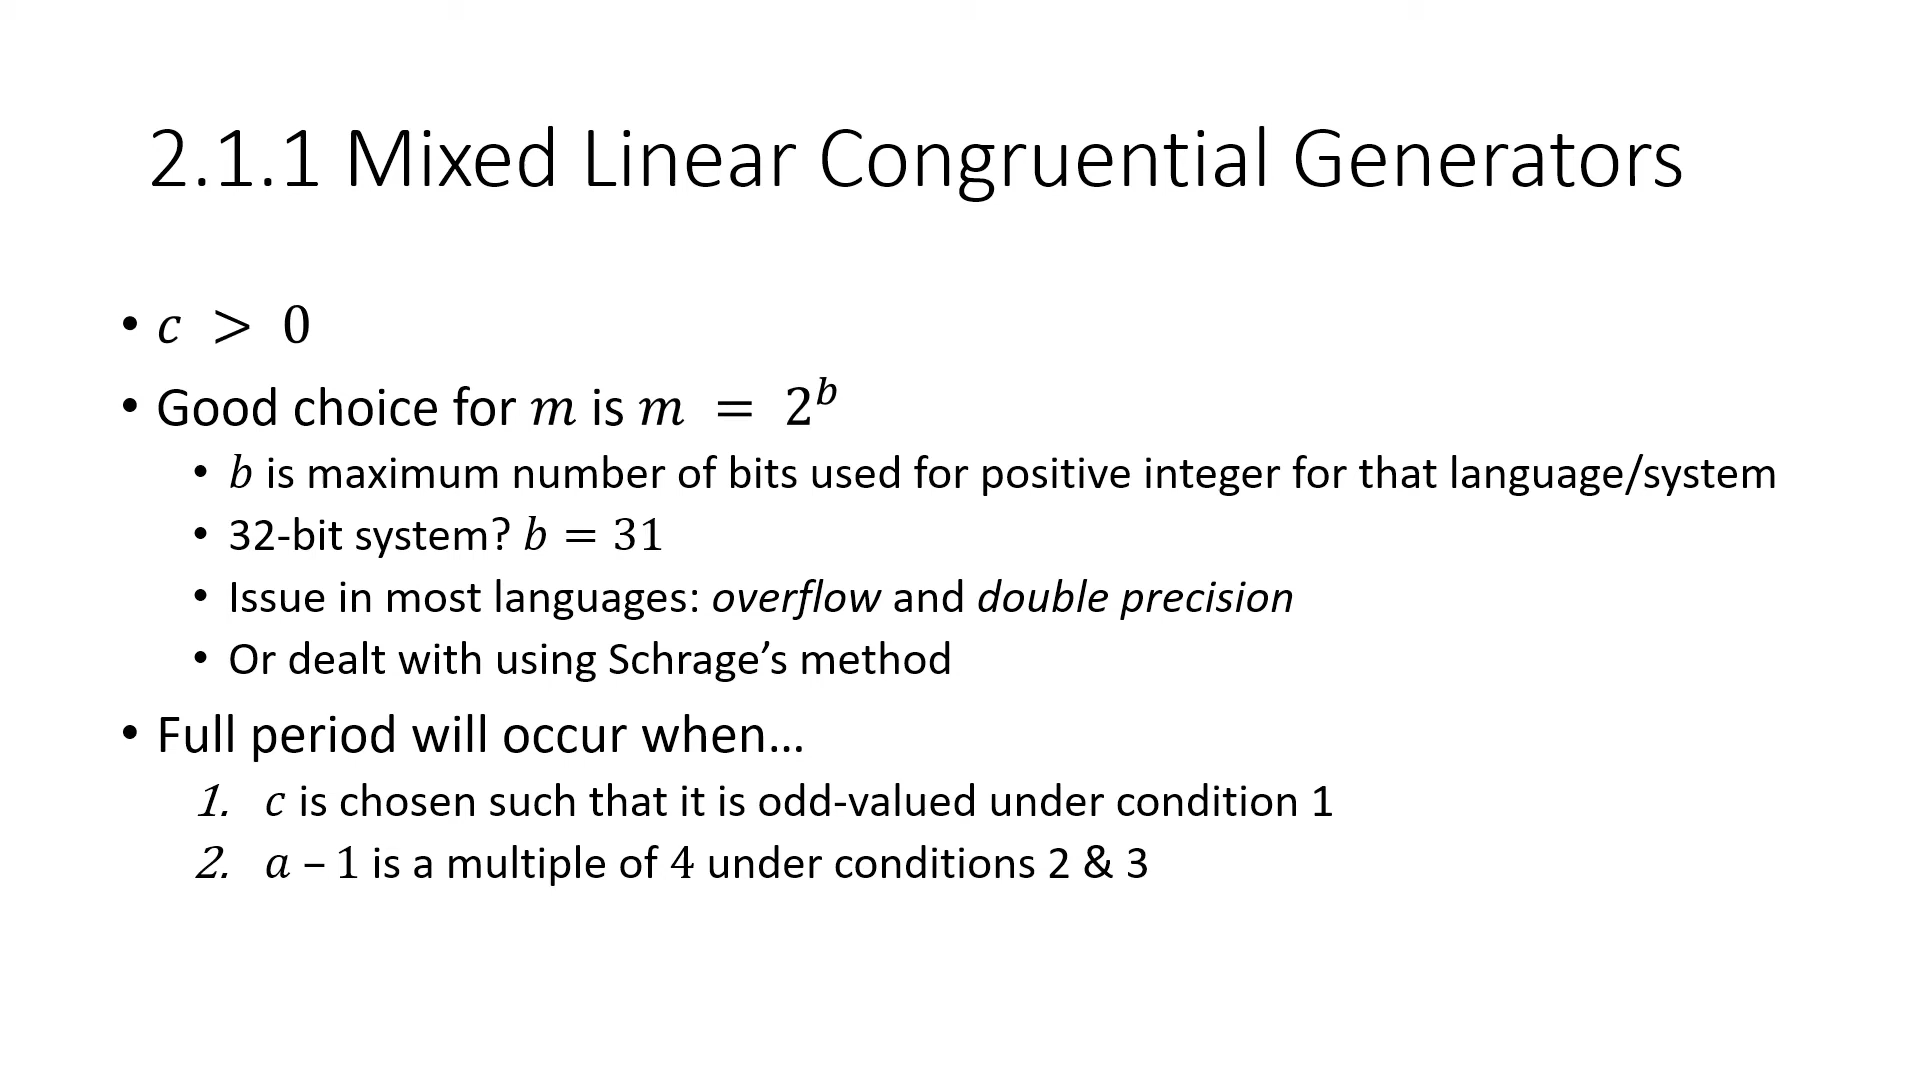 2.1.1 Mixed Linear Congruential Generators
• c > 0
• Good choice for m is m = 2ᵇ
• b is maximum number of bits used for positive integer for that language/system
• 32-bit system? b = 31
• Issue in most languages: overflow and double precision
• Or dealt with using Schrage’s method
• Full period will occur when…
1. c is chosen such that it is odd-valued under condition 1
2. a – 1 is a multiple of 4 under conditions 2 & 3